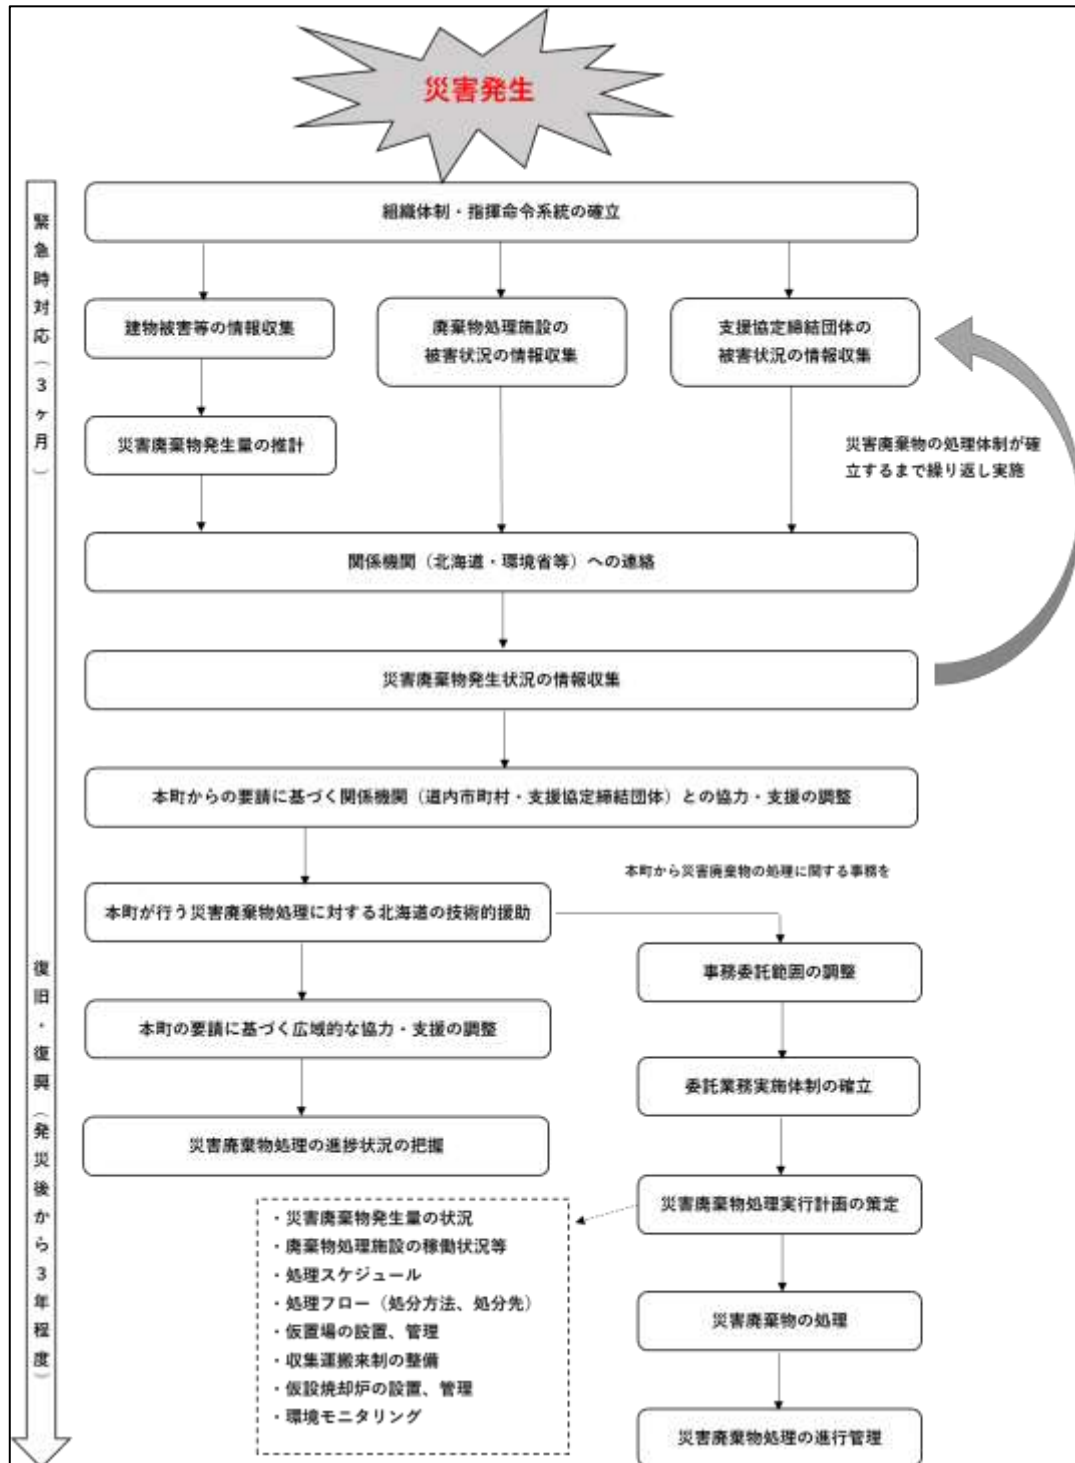 災害発生
緊急時対応（３ヶ月）
組織体制・指揮命令系統の確立
建物被害等の情報収集
廃棄物処理施設の
被害状況の情報収集
支援協定締結団体の
被害状況の情報収集
災害廃棄物発生量の推計
災害廃棄物の処理体制が確
立するまで繰り返し実施
関係機関（北海道・環境省等）への連絡
災害廃棄物発生状況の情報収集
本町からの要請に基づく関係機関（道内市町村・支援協定締結団体）との協力・支援の調整
本町から災害廃棄物の処理に関する事務を
本町が行う災害廃棄物処理に対する北海道の技術的援助
復旧・復興（発災後から３年程度）
事務委託範囲の調整
本町の要請に基づく広域的な協力・支援の調整
委託業務実施体制の確立
災害廃棄物処理の進捗状況の把握
災害廃棄物処理実行計画の策定
・災害廃棄物発生量の状況
・廃棄物処理施設の稼働状況等
・処理スケジュール
・処理フロー（処分方法、処分先）
・仮置場の設置、管理
・収集運搬来制の整備
・仮設焼却炉の設置、管理
・環境モニタリング
災害廃棄物の処理
災害廃棄物処理の進行管理